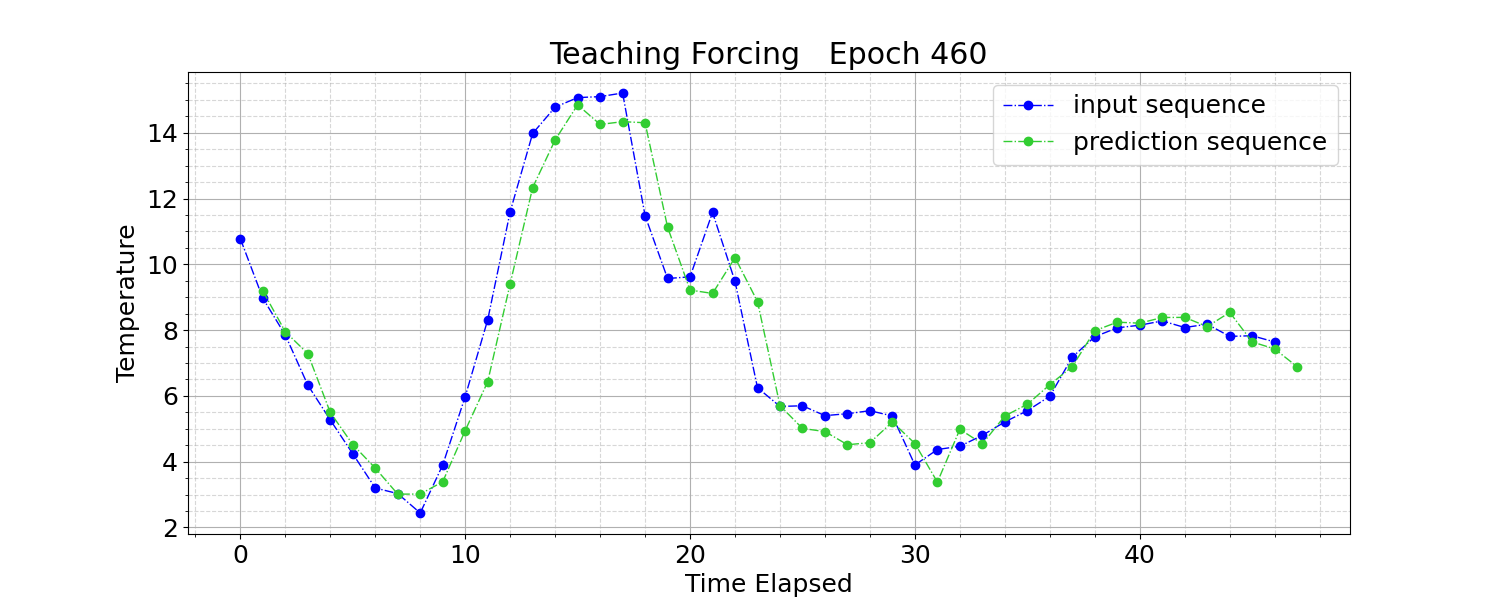 Teaching Forcing   Epoch 460
input sequence
prediction sequence
14
12
10
8
6
4
2
Temperature
0 10 20 30 40
Time Elapsed